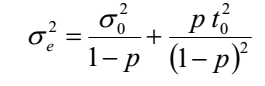 σ_e^2 = σ_0^2 / (1-p) + p t_0^2 / (1-p)^2